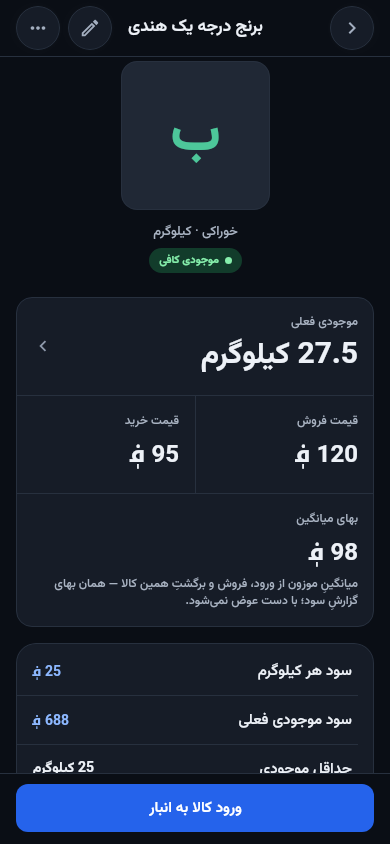 برنج درجه یک هندی
ب
خوراکی · کیلوگرم
موجودی کافی
موجودی فعلی
27.5 کیلوگرم
قیمت فروش
120 ؋
قیمت خرید
95 ؋
بهای میانگین
98 ؋
میانگینِ موزون از ورود، فروش و برگشتِ همین کالا — همان بهای
گزارشِ سود؛ با دست عوض نمی‌شود.
سود هر کیلوگرم
25 ؋
سود موجودی فعلی
688 ؋
حداقل موجودی
25 کیلوگرم
ورود کالا به انبار